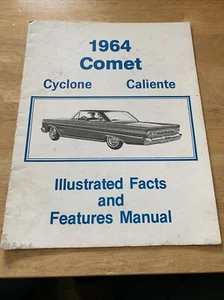 1964
Comet
Cyclone Caliente
Illustrated Facts
and
Features Manual